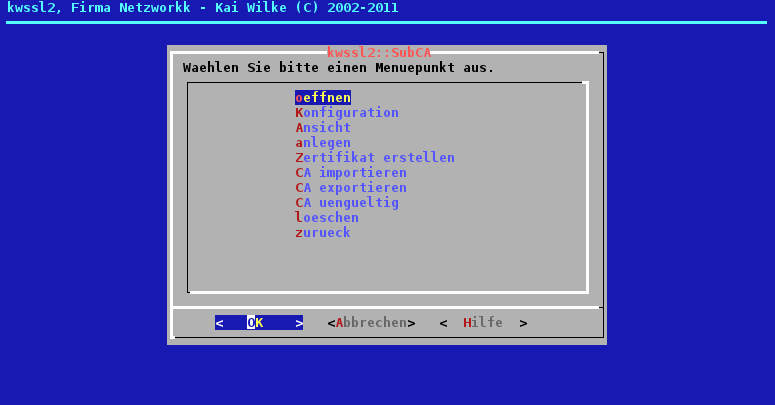 kwssl2, Firma Netzworkk - Kai Wilke (C) 2002-2011
kwssl2::SubCA
Waehlen Sie bitte einen Menuepunkt aus.
oeffnen
Konfiguration
Ansicht
anlegen
Zertifikat erstellen
CA importieren
CA exportieren
CA uengueltig
loeschen
zurueck
< OK > <Abbrechen> < Hilfe >